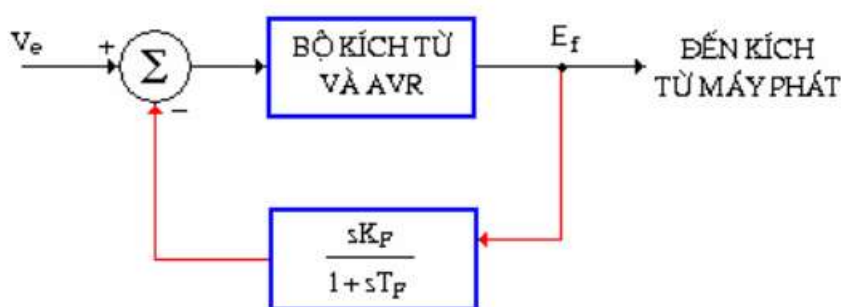 Ve
+
Σ
−
BỘ KÍCH TỪ
VÀ AVR
Ef
ĐẾN KÍCH
TỪ MÁY PHÁT
sKF
1+sTF